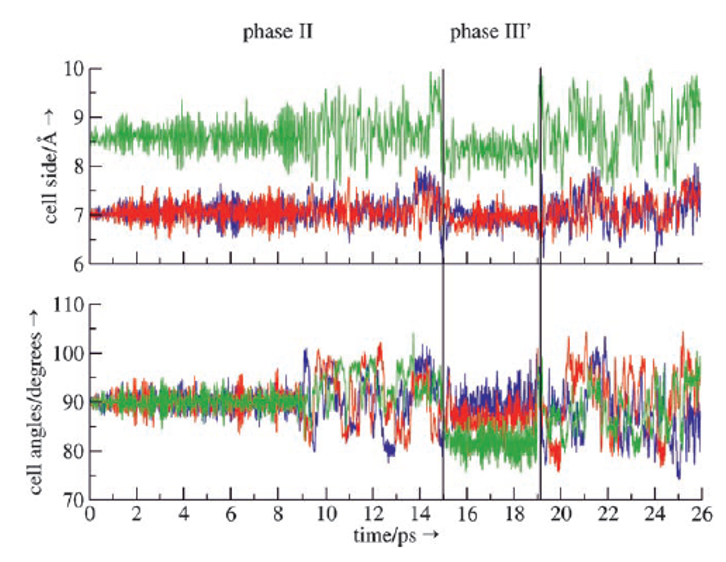 phase II phase III'
10
9
8
7
6
cell side/Å →
110
100
90
80
70
cell angles/degrees →
0 2 4 6 8 10 12 14 16 18 20 22 24 26
time/ps →